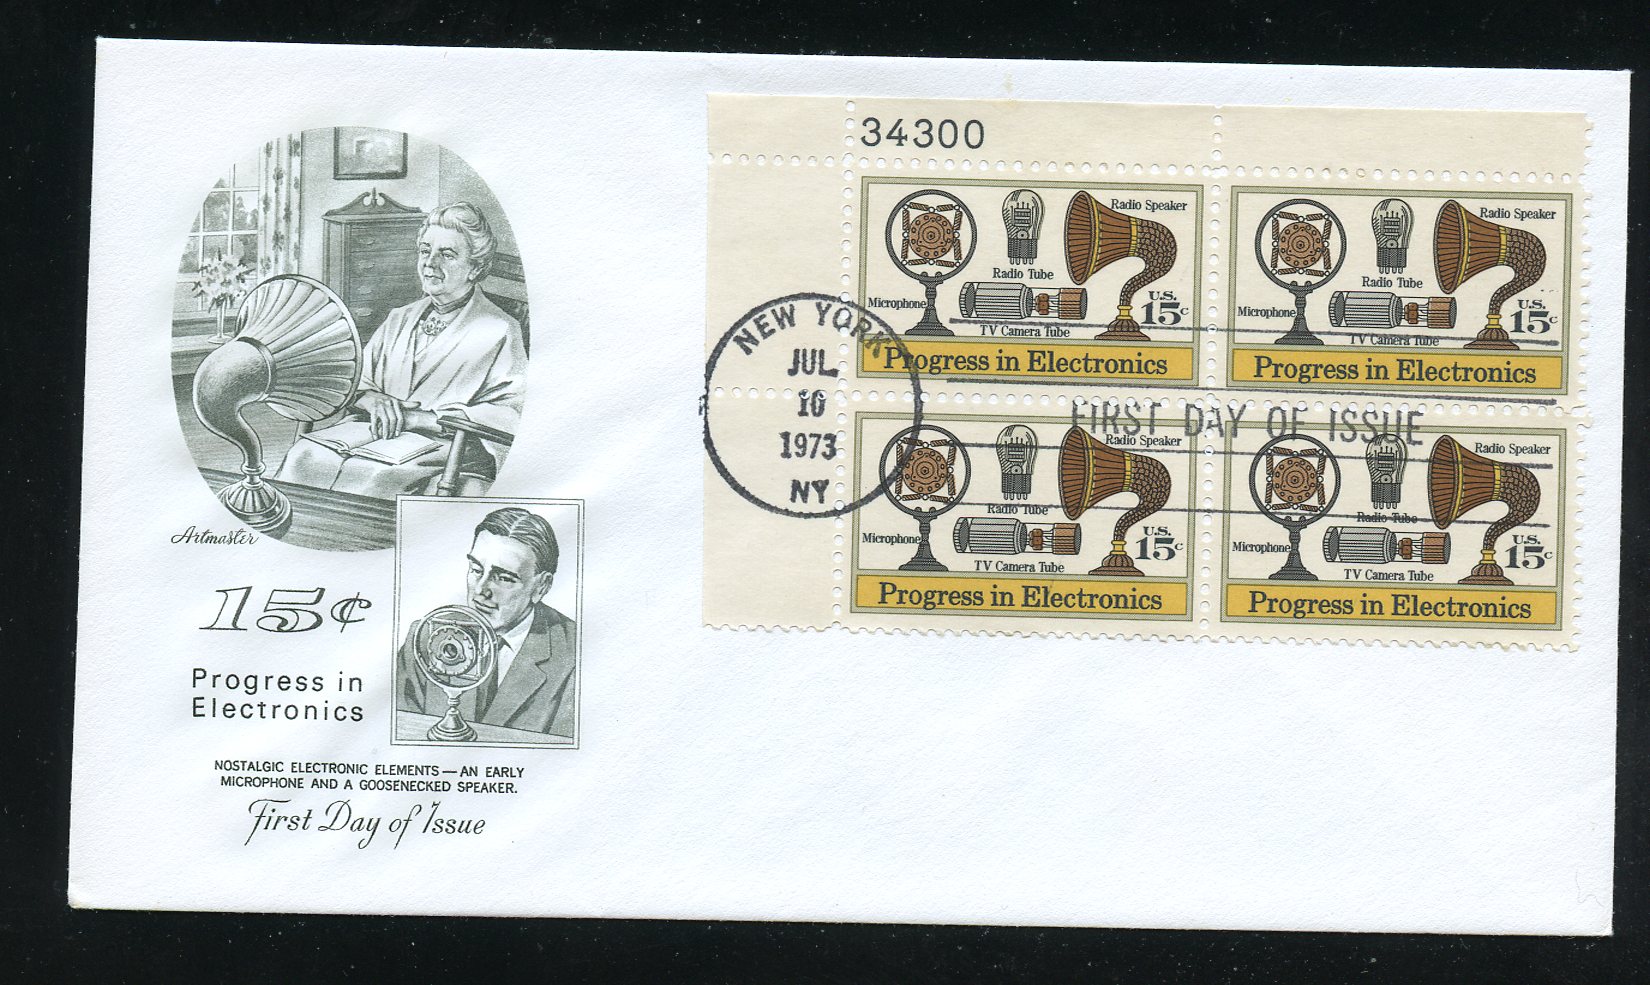 Artmaster
15¢
Progress in
Electronics
NOSTALGIC ELECTRONIC ELEMENTS — AN EARLY
MICROPHONE AND A GOOSENECKED SPEAKER.
First Day of Issue
34300
Radio Speaker
Radio Tube
Microphone
U.S.
15c
TV Camera Tube
Progress in Electronics
Radio Speaker
Radio Tube
Microphone
U.S.
15c
TV Camera Tube
Progress in Electronics
NEW YORK
JUL
10
1973
NY
FIRST DAY OF ISSUE
Radio Speaker
Radio Tube
Microphone
U.S.
15c
TV Camera Tube
Progress in Electronics
Radio Speaker
Radio Tube
Microphone
U.S.
15c
TV Camera Tube
Progress in Electronics